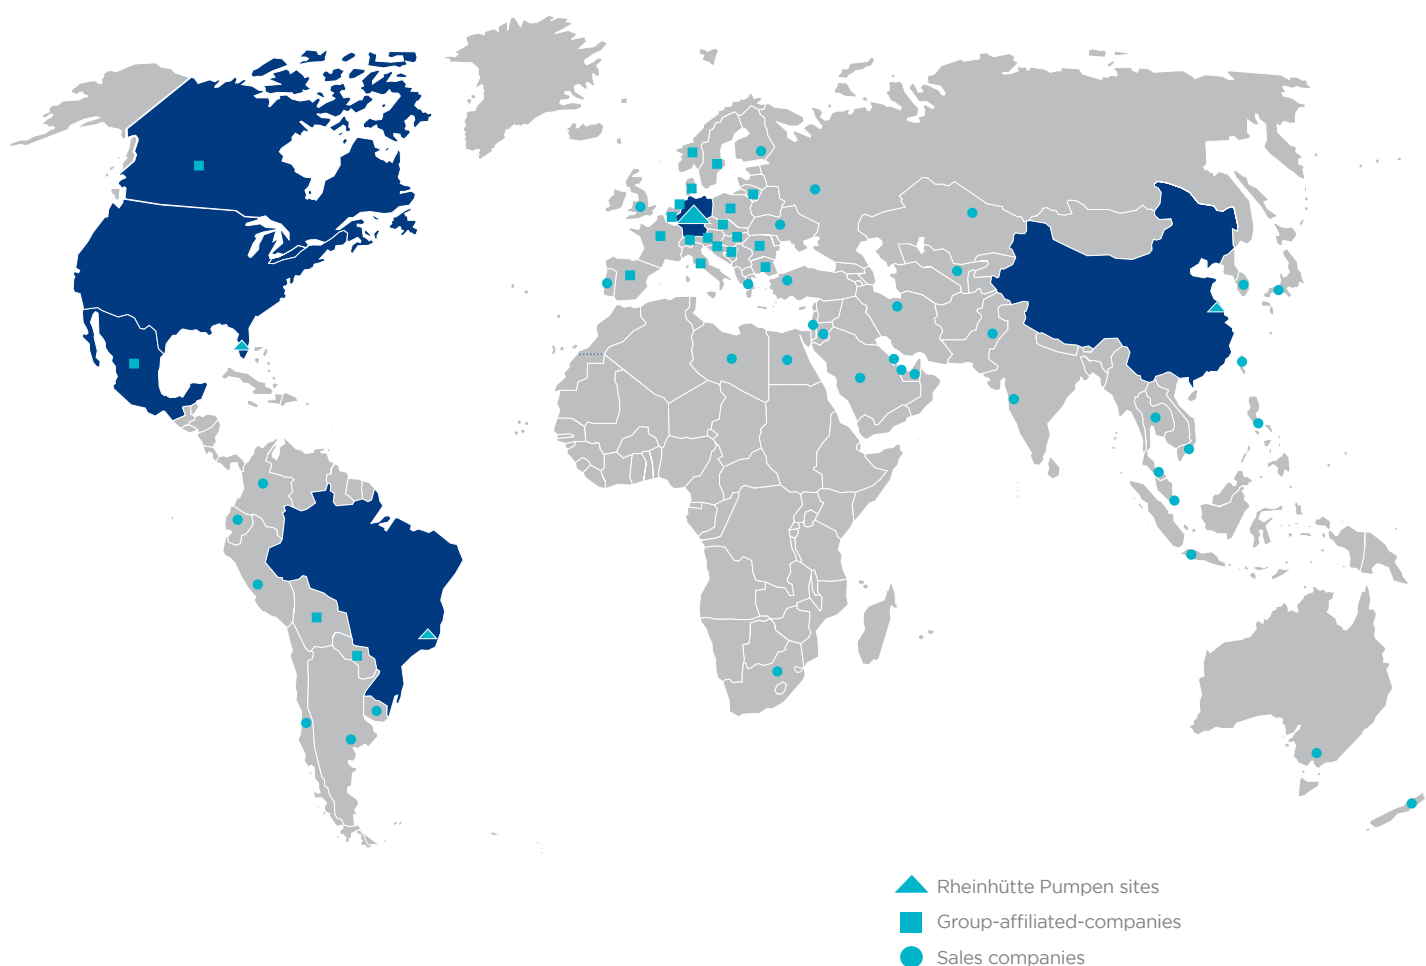 Rheinhütte Pumpen sites
Group-affiliated-companies
Sales companies